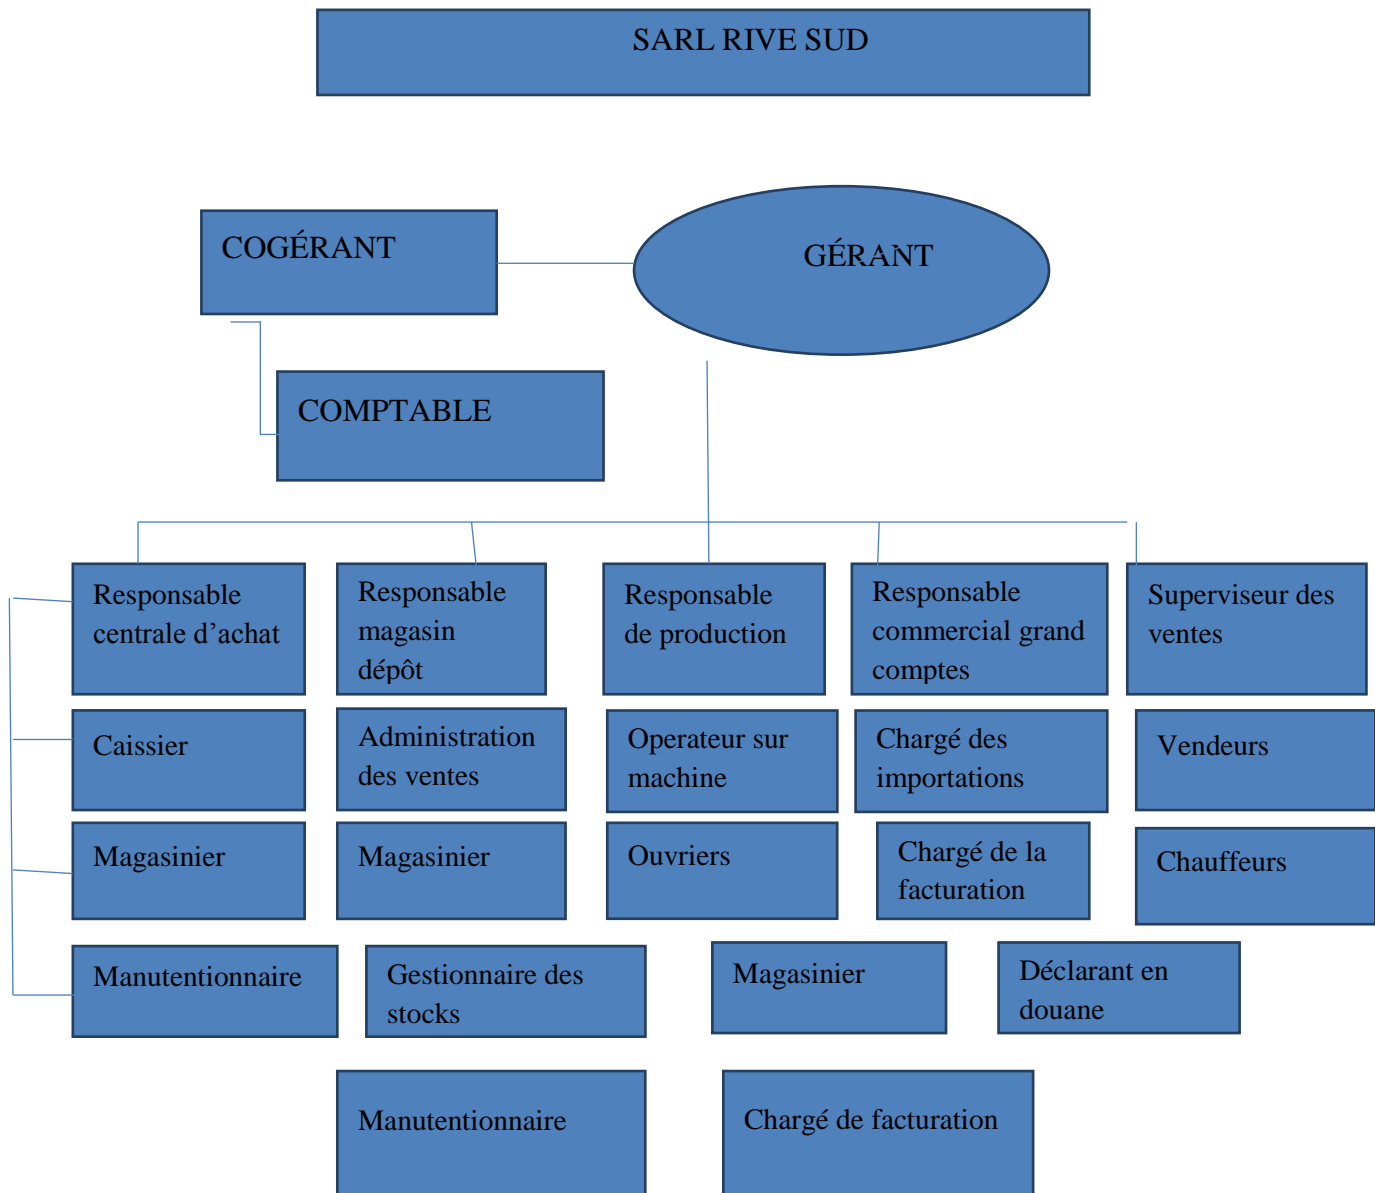 SARL RIVE SUD
COGÉRANT
GÉRANT
COMPTABLE
Responsable
centrale d’achat
Responsable
magasin
dépôt
Responsable
de production
Responsable
commercial grand
comptes
Superviseur des
ventes
Caissier
Administration
des ventes
Operateur sur
machine
Chargé des
importations
Vendeurs
Magasinier
Magasinier
Ouvriers
Chargé de la
facturation
Chauffeurs
Manutentionnaire
Gestionnaire des
stocks
Magasinier
Déclarant en
douane
Manutentionnaire
Chargé de facturation